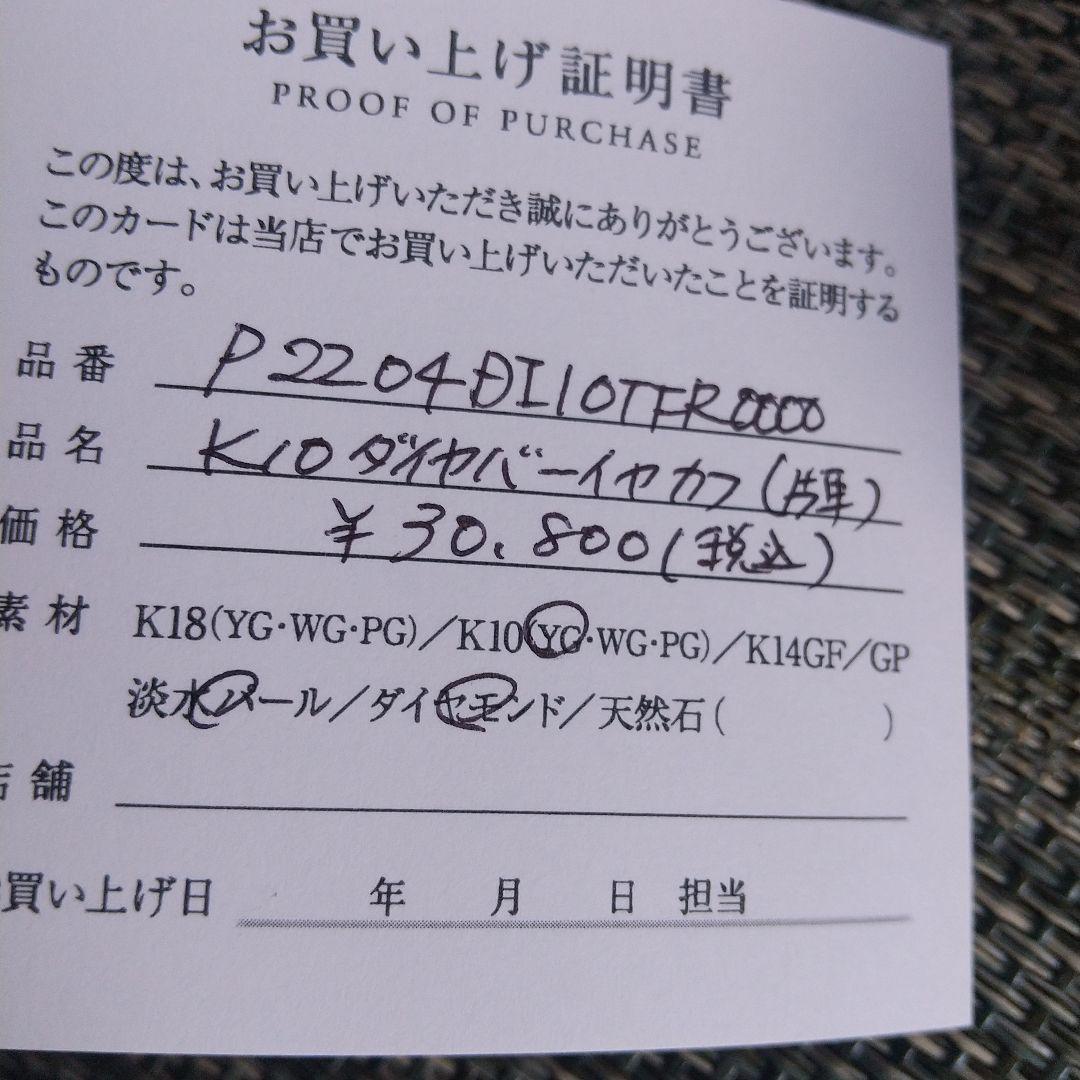 お買い上げ証明書
PROOF OF PURCHASE
この度は、お買い上げいただき誠にありがとうございます。
このカードは当店でお買い上げいただいたことを証明する
ものです。
品番 P2204DI10TFR0000
品名 K10ダイヤバーイヤカフ(片耳)
価格 ¥30.800(税込)
素材 K18(YG・WG・PG)/K10(YG・WG・PG)/K14GF/GP
淡水パール/ダイヤモンド/天然石( )
店舗
買い上げ日 年 月 日 担当